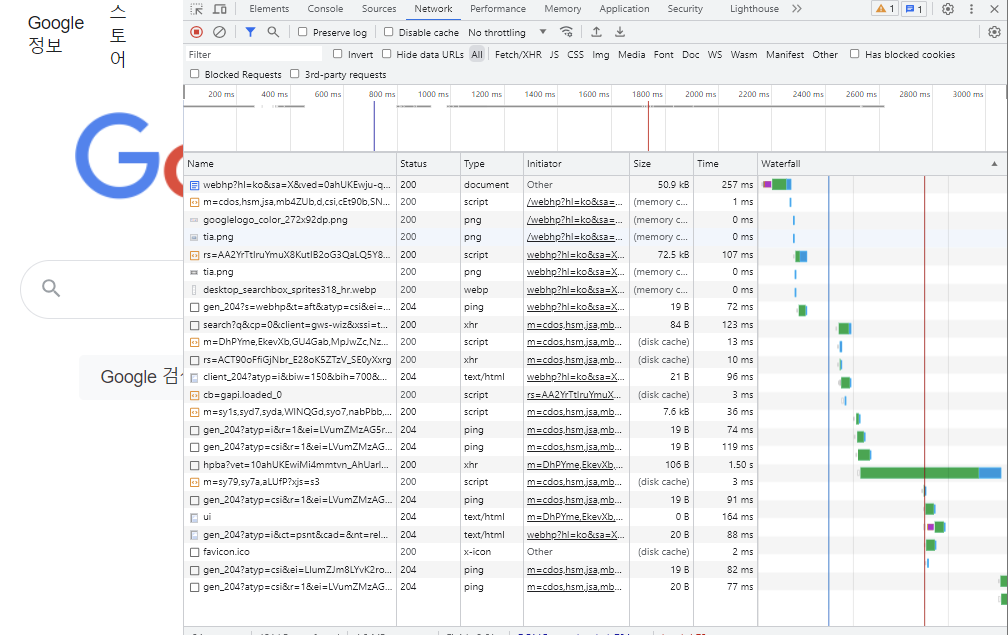 Google 정보
스토어
Google 검
Elements Console Sources Network Performance Memory Application Security Lighthouse 1 1
Preserve log Disable cache No throttling
Filter Invert Hide data URLs All Fetch/XHR JS CSS Img Media Font Doc WS Wasm Manifest Other Has blocked cookies
Blocked Requests 3rd-party requests
200 ms 400 ms 600 ms 800 ms 1000 ms 1200 ms 1400 ms 1600 ms 1800 ms 2000 ms 2200 ms 2400 ms 2600 ms 2800 ms 3000 ms
Name Status Type Initiator Size Time Waterfall
webhp?hl=ko&sa=X&ved=0ahUKEwju-q... 200 document Other 50.9 kB 257 ms
m=cdos,hsm,jsa,mb4ZUb,d,csi,cEt90b,SN... 200 script /webhp?hl=ko&sa=... (memory c... 1 ms
googlelogo_color_272x92dp.png 200 png /webhp?hl=ko&sa=... (memory c... 0 ms
tia.png 200 png /webhp?hl=ko&sa=... (memory c... 0 ms
rs=AA2YrTtIruYmuX8KutIB2oG3QaLQ5Y8... 200 script webhp?hl=ko&sa=X... 72.5 kB 107 ms
tia.png 200 png webhp?hl=ko&sa=X... (memory c... 0 ms
desktop_searchbox_sprites318_hr.webp 200 webp webhp?hl=ko&sa=X... (memory c... 0 ms
gen_204?s=webhp&t=aft&atyp=csi&ei=... 204 ping webhp?hl=ko&sa=X... 19 B 72 ms
search?q&cp=0&client=gws-wiz&xssi=t... 200 xhr m=cdos,hsm,jsa,mb... 84 B 123 ms
m=DhPYme,EkevXb,GU4Gab,MpJwZc,Nz... 200 script m=cdos,hsm,jsa,mb... (disk cache) 13 ms
rs=ACT90oFfiGjNbr_E28oK5ZTzV_SE0yXxrg 200 xhr m=cdos,hsm,jsa,mb... (disk cache) 10 ms
client_204?atyp=i&biw=150&bih=700&... 204 text/html webhp?hl=ko&sa=X... 21 B 96 ms
cb=gapi.loaded_0 200 script rs=AA2YrTtIruYmuX... (disk cache) 3 ms
m=sy1s,syd7,syda,WlNQGd,syo7,nabPbb,... 200 script m=cdos,hsm,jsa,mb... 7.6 kB 36 ms
gen_204?atyp=i&r=1&ei=LVumZMzAG5r... 204 ping m=cdos,hsm,jsa,mb... 19 B 74 ms
gen_204?atyp=csi&r=1&ei=LVumZMzAG... 204 ping m=cdos,hsm,jsa,mb... 19 B 119 ms
hpba?vet=10ahUKEwiMi4mmtvn_AhUarl... 200 xhr m=DhPYme,EkevXb,... 106 B 1.50 s
m=sy79,sy7a,aLUfP?xjs=s3 200 script m=cdos,hsm,jsa,mb... (disk cache) 3 ms
gen_204?atyp=csi&r=1&ei=LVumZMzAG... 204 ping m=cdos,hsm,jsa,mb... 19 B 91 ms
ui 204 text/html m=DhPYme,EkevXb,... 0 B 164 ms
gen_204?atyp=i&ct=psnt&cad=&nt=rel... 204 text/html webhp?hl=ko&sa=X... 20 B 88 ms
favicon.ico 200 x-icon Other (disk cache) 2 ms
gen_204?atyp=csi&ei=LlumZJm8LYvK2ro... 204 ping m=cdos,hsm,jsa,mb... 19 B 82 ms
gen_204?atyp=csi&r=1&ei=LVumZMzAG... 204 ping m=cdos,hsm,jsa,mb... 20 B 77 ms